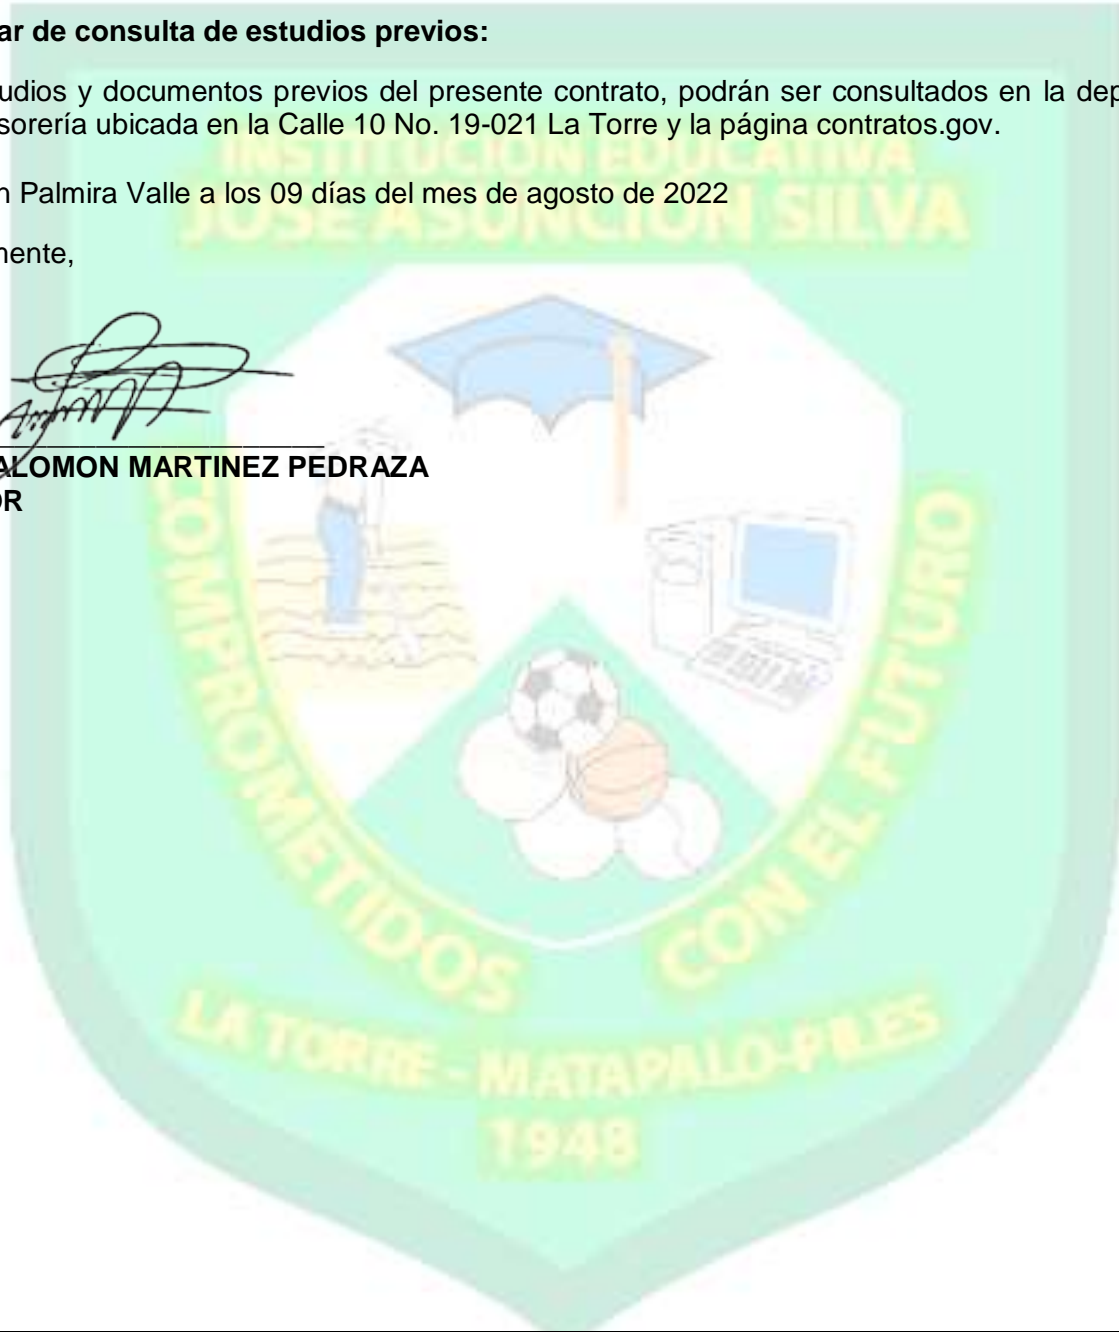 ar de consulta de estudios previos:
udios y documentos previos del presente contrato, podrán ser consultados en la dep
sorería ubicada en la Calle 10 No. 19-021 La Torre y la página contratos.gov.
n Palmira Valle a los 09 días del mes de agosto de 2022
mente,
ALOMON MARTINEZ PEDRAZA
OR
INSTITUCION EDUCATIVA
JOSE ASUNCION SILVA
COMPROMETIDOS CON EL FUTURO
LA TORRE - MATAPALO-PILES
1948